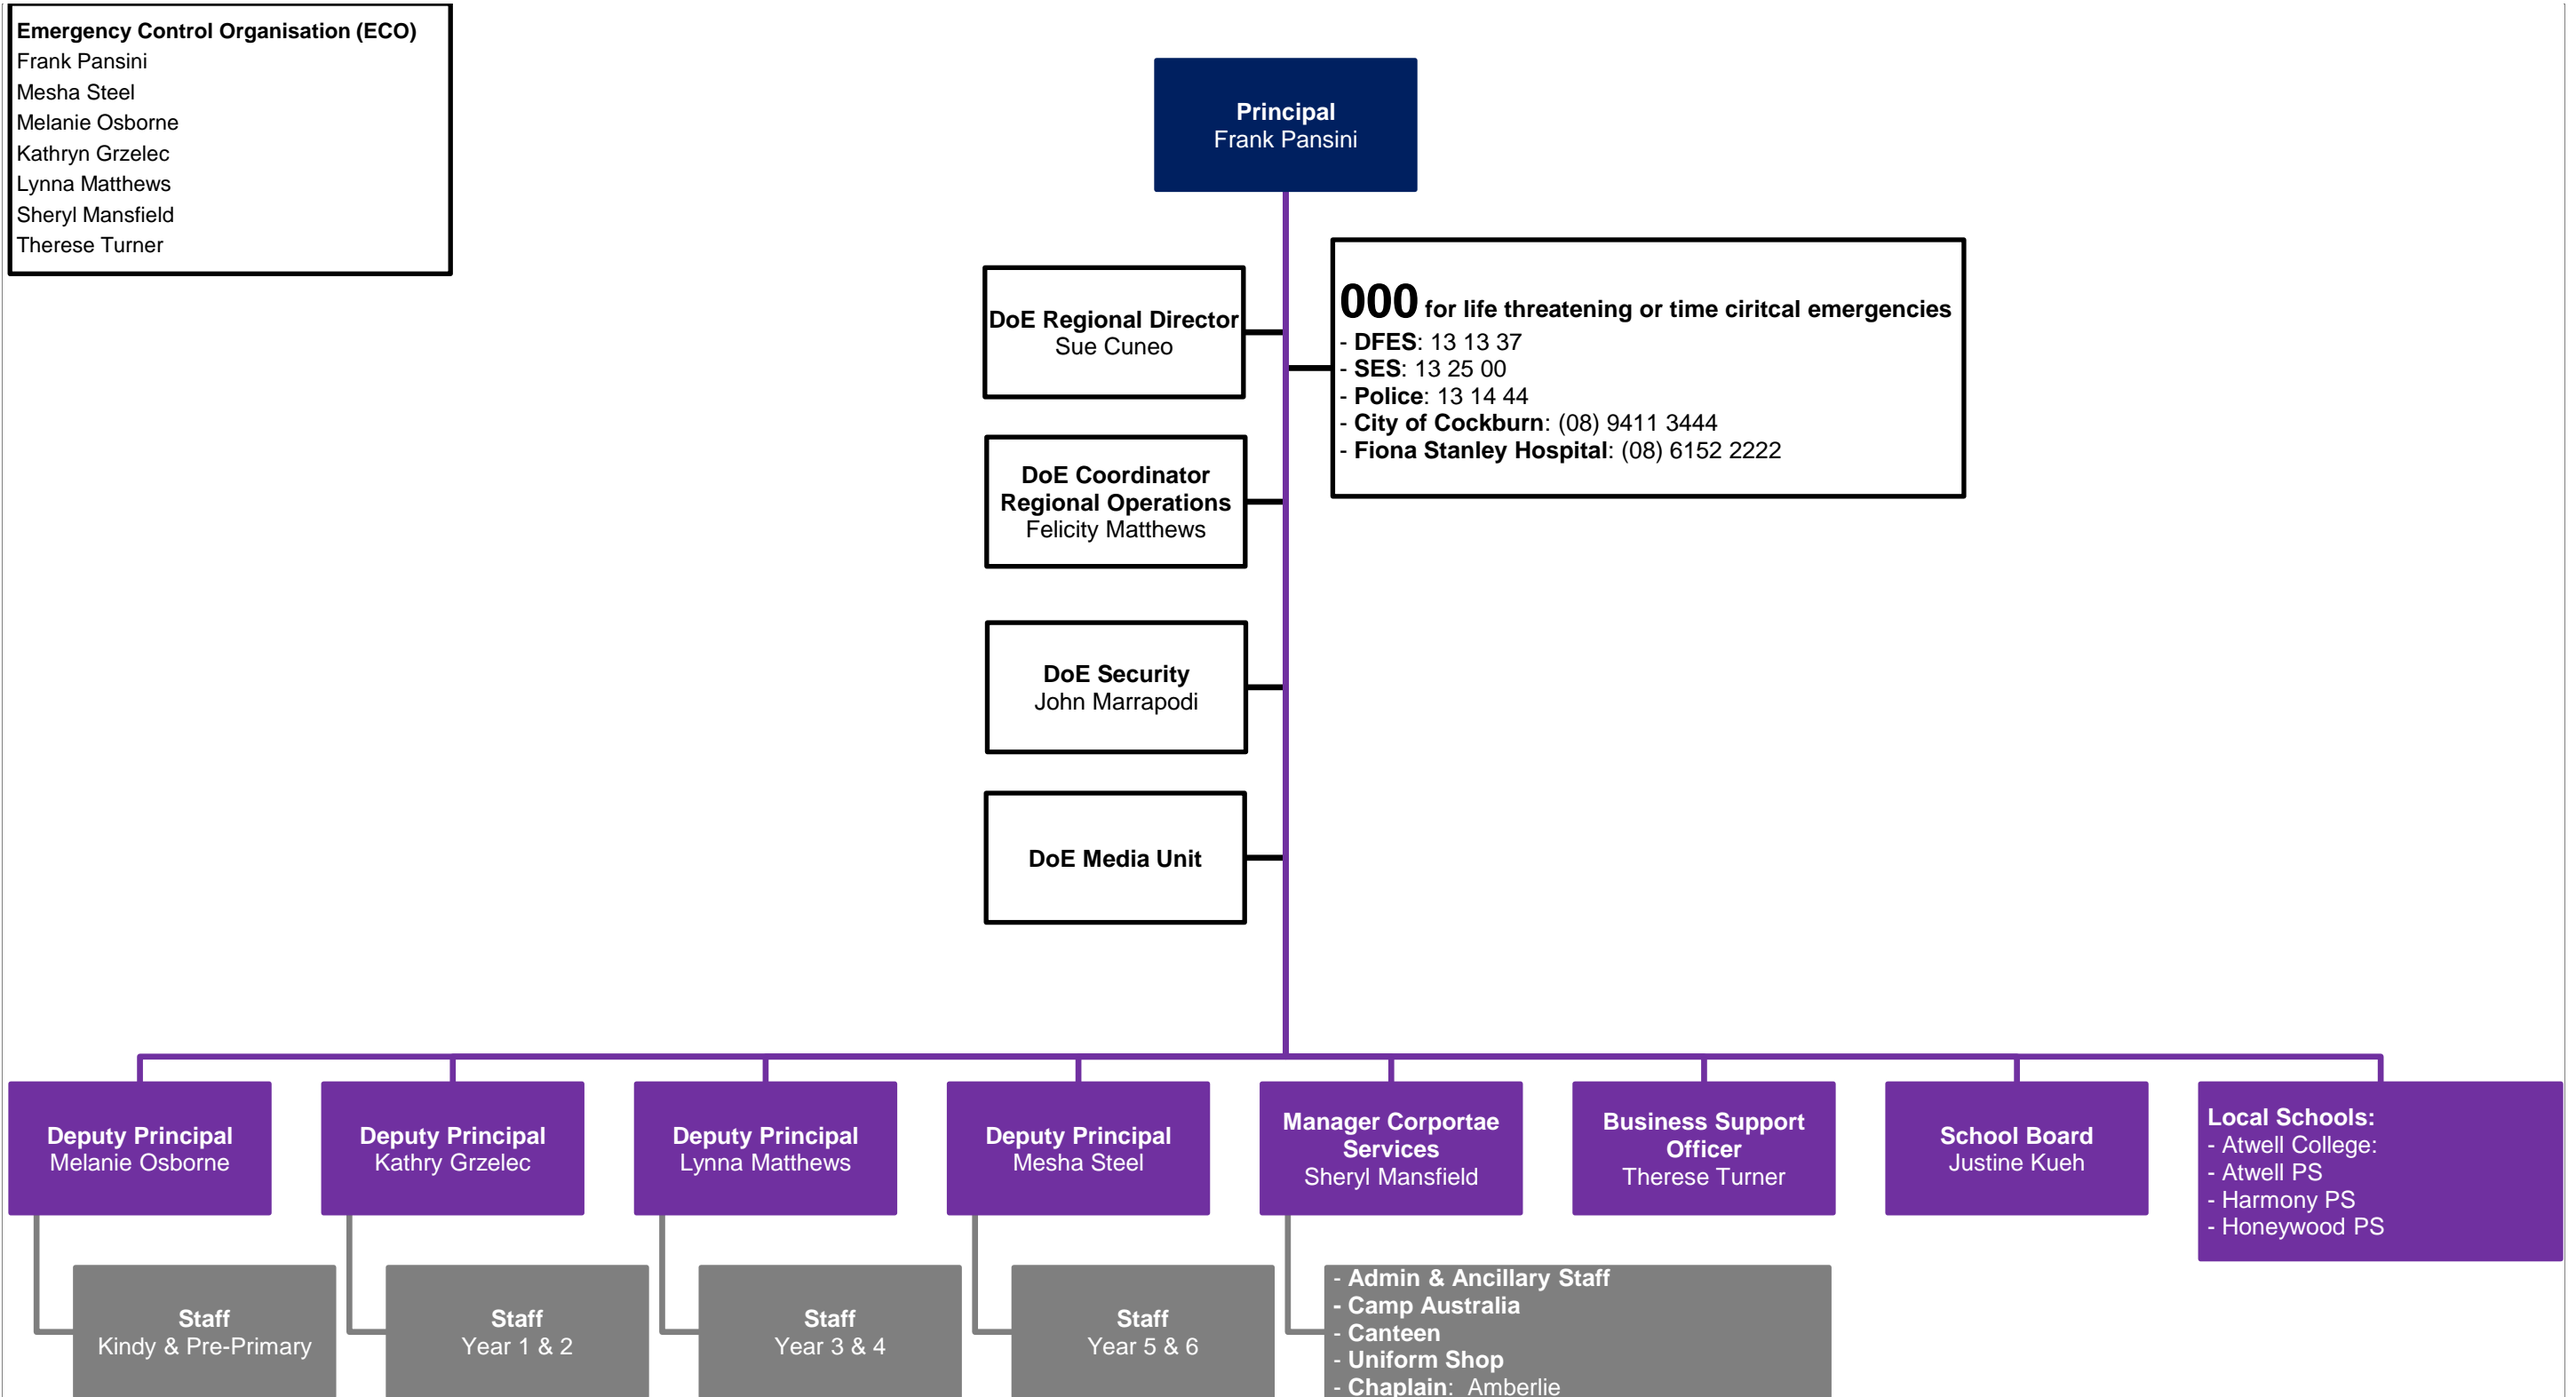 Emergency Control Organisation (ECO)
Frank Pansini
Mesha Steel
Melanie Osborne
Kathryn Grzelec
Lynna Matthews
Sheryl Mansfield
Therese Turner
Principal
Frank Pansini
DoE Regional Director
Sue Cuneo
000 for life threatening or time ciritcal emergencies
- DFES: 13 13 37
- SES: 13 25 00
- Police: 13 14 44
- City of Cockburn: (08) 9411 3444
- Fiona Stanley Hospital: (08) 6152 2222
DoE Coordinator
Regional Operations
Felicity Matthews
DoE Security
John Marrapodi
DoE Media Unit
Deputy Principal
Melanie Osborne
Deputy Principal
Kathry Grzelec
Deputy Principal
Lynna Matthews
Deputy Principal
Mesha Steel
Manager Corportae
Services
Sheryl Mansfield
Business Support
Officer
Therese Turner
School Board
Justine Kueh
Local Schools:
- Atwell College:
- Atwell PS
- Harmony PS
- Honeywood PS
Staff
Kindy & Pre-Primary
Staff
Year 1 & 2
Staff
Year 3 & 4
Staff
Year 5 & 6
- Admin & Ancillary Staff
- Camp Australia
- Canteen
- Uniform Shop
- Chaplain: Amberlie